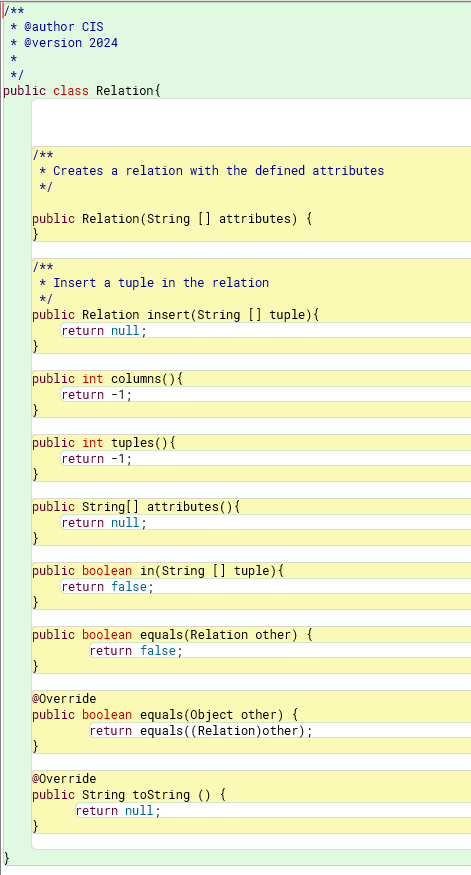 /**
 * @author CIS
 * @version 2024
 *
 */
public class Relation{
/**
 * Creates a relation with the defined attributes
 */
public Relation(String [] attributes) {
}
/**
 * Insert a tuple in the relation
 */
public Relation insert(String [] tuple){
return null;
}
public int columns(){
return -1;
}
public int tuples(){
return -1;
}
public String[] attributes(){
return null;
}
public boolean in(String [] tuple){
return false;
}
public boolean equals(Relation other) {
return false;
}
@Override
public boolean equals(Object other) {
return equals((Relation)other);
}
@Override
public String toString () {
return null;
}
}